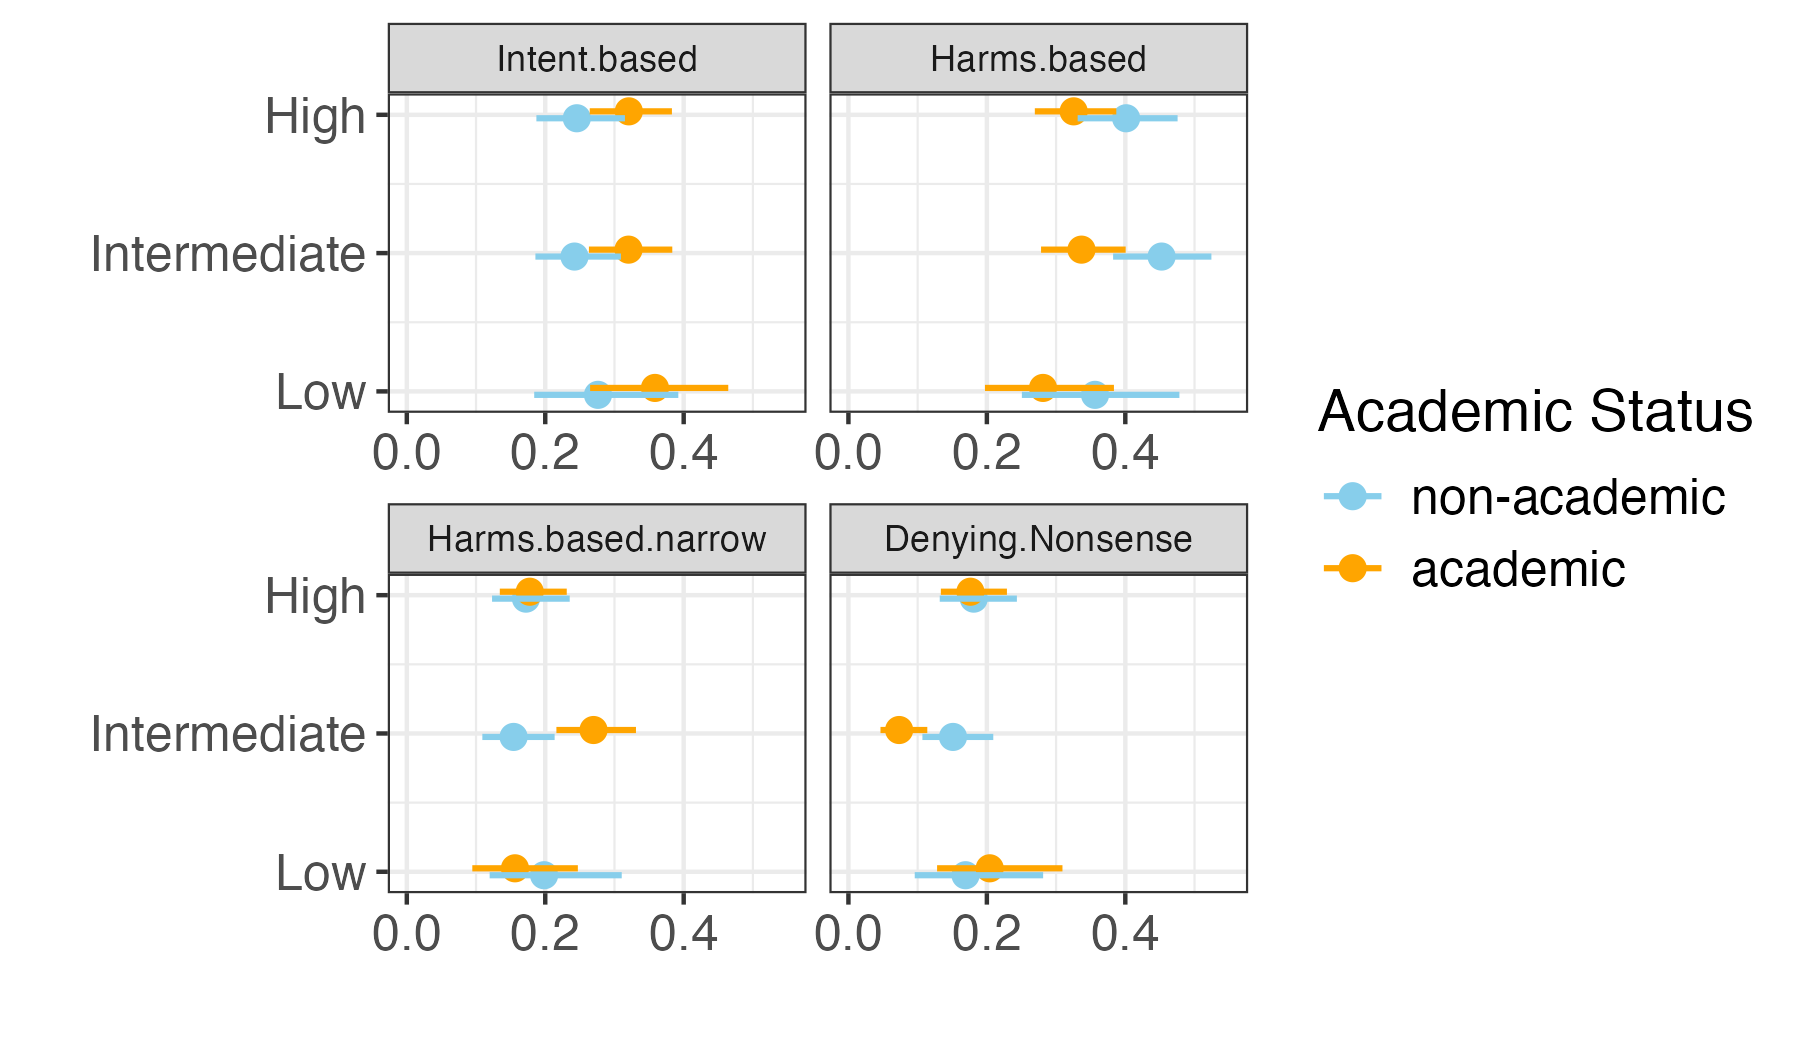 Intent.based
Harms.based
High
Intermediate
Low
0.0 0.2 0.4
0.0 0.2 0.4
Harms.based.narrow
Denying.Nonsense
High
Intermediate
Low
0.0 0.2 0.4
0.0 0.2 0.4
Academic Status
non-academic
academic